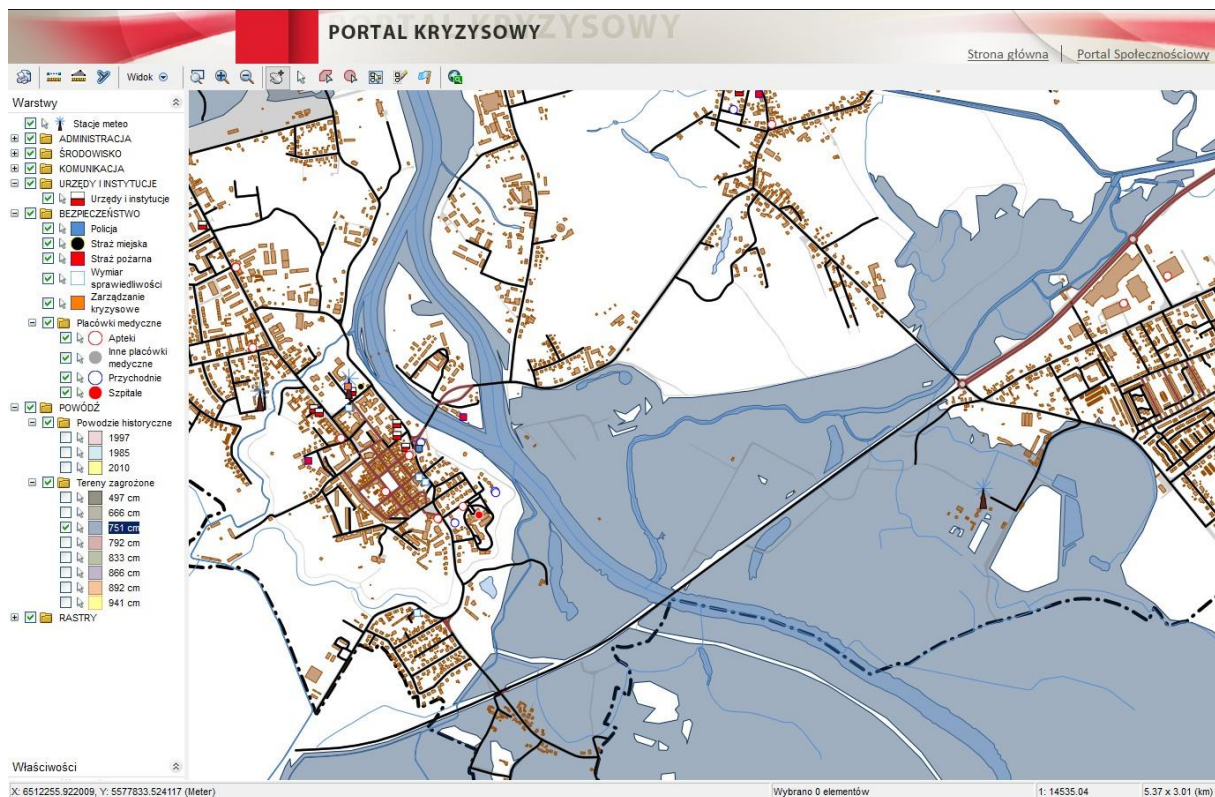 PORTAL KRYZYSOWY
Strona główna
Portal Społecznościowy
Widok
Warstwy
Stacje meteo
ADMINISTRACJA
ŚRODOWISKO
KOMUNIKACJA
URZĘDY I INSTYTUCJE
Urzędy i instytucje
BEZPIECZEŃSTWO
Policja
Straż miejska
Straż pożarna
Wymiar
sprawiedliwości
Zarządzanie
kryzysowe
Placówki medyczne
Apteki
Inne placówki
medyczne
Przychodnie
Szpitale
POWÓDŹ
Powodzie historyczne
1997
1985
2010
Tereny zagrożone
497 cm
666 cm
751 cm
792 cm
833 cm
866 cm
892 cm
941 cm
RASTRY
Właściwości
X: 6512255.922009, Y: 5577833.524117 (Meter)
Wybrano 0 elementów
1: 14535.04
5.37 x 3.01 (km)